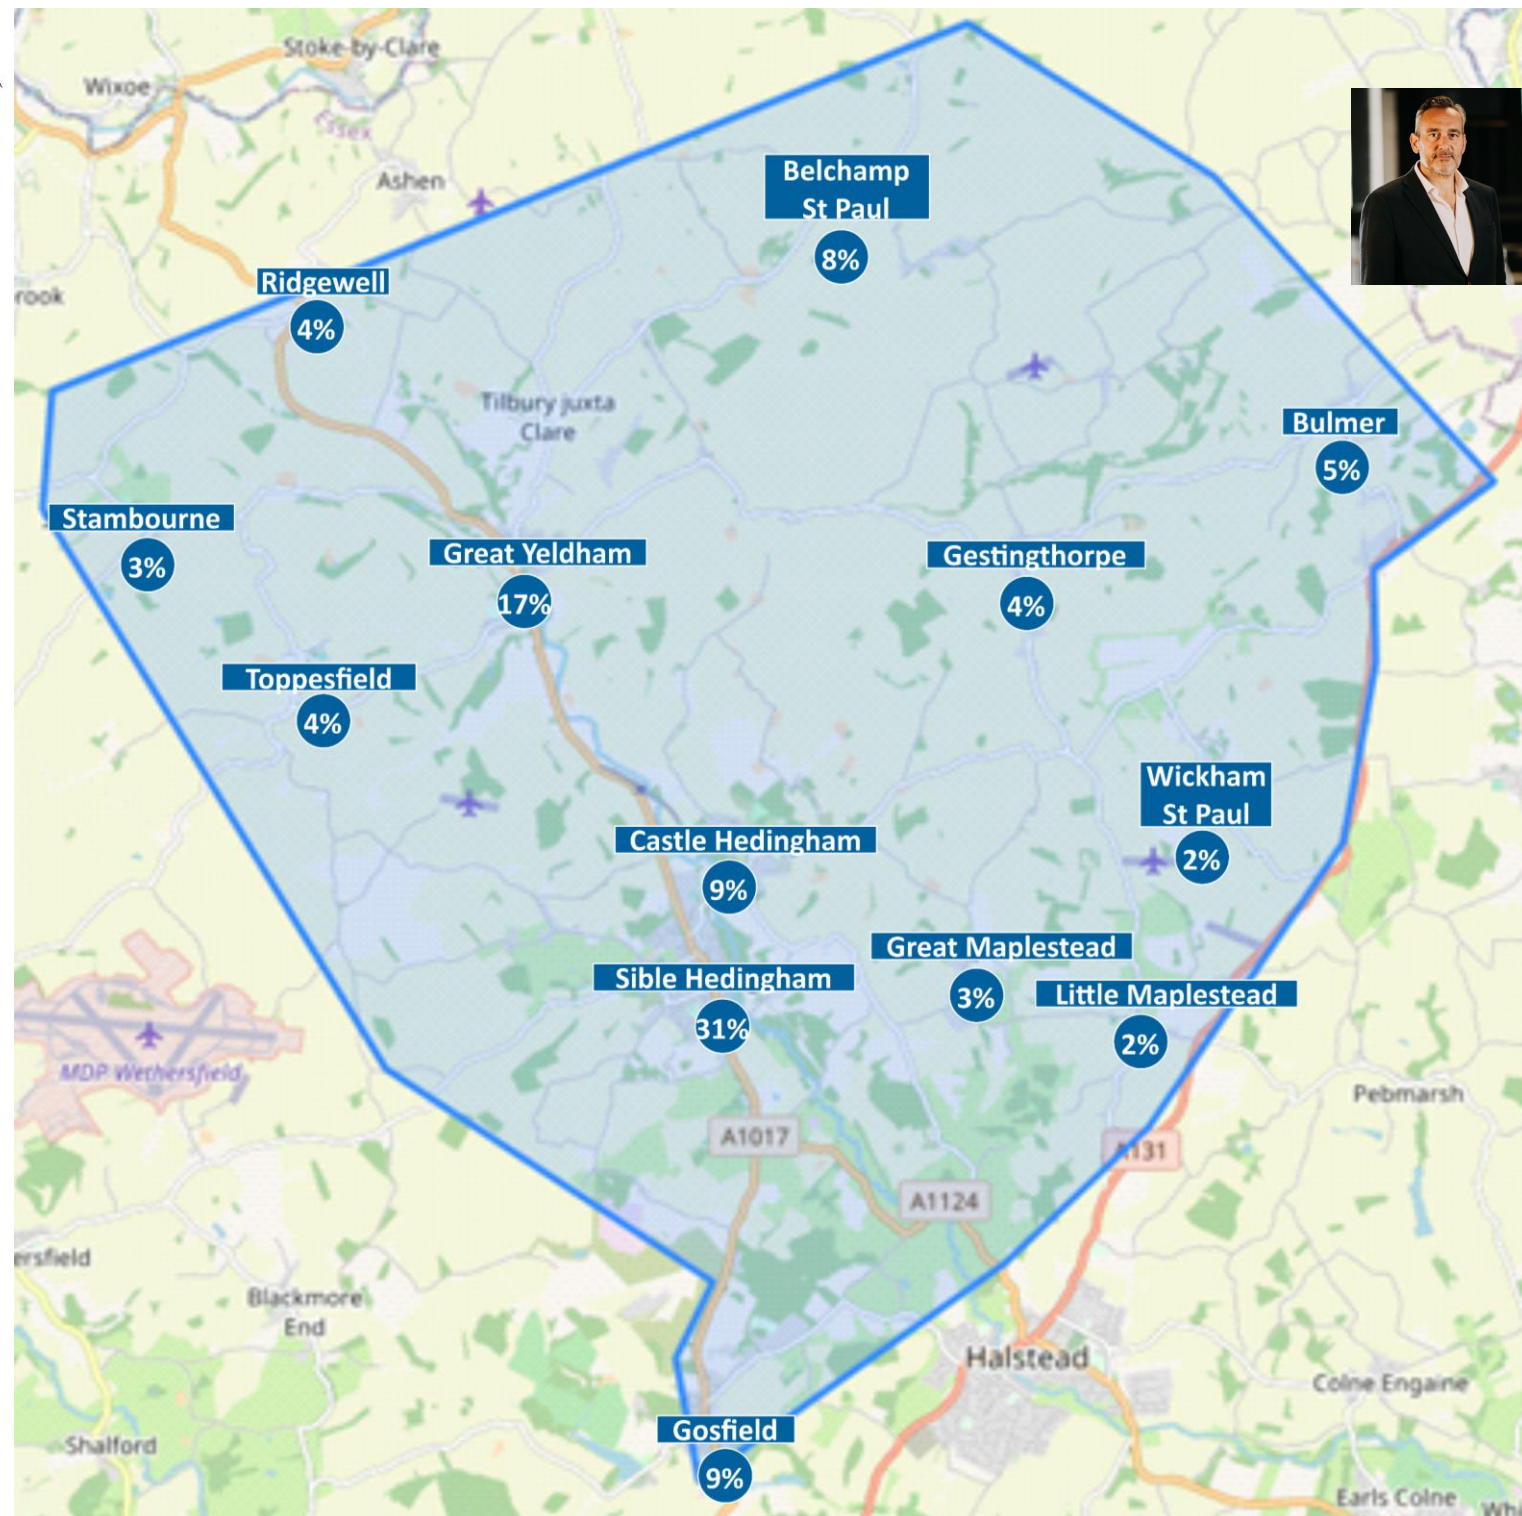 Stoke-by-Clare
Wixoe
Essex
Ashen
Belchamp
St Paul
8%
Ridgewell
4%
rook
Tilbury juxta
Clare
Bulmer
5%
Stambourne
3%
Great Yeldham
17%
Gestingthorpe
4%
Toppesfield
4%
Wickham
St Paul
2%
Castle Hedingham
9%
Great Maplestead
3%
Sible Hedingham
31%
Little Maplestead
2%
MDP Wethersfield
Pebmarsh
A1017
A131
A1124
ersfield
Blackmore
End
Halstead
Colne Engaine
Gosfield
9%
Shalford
Earls Colne
Wh